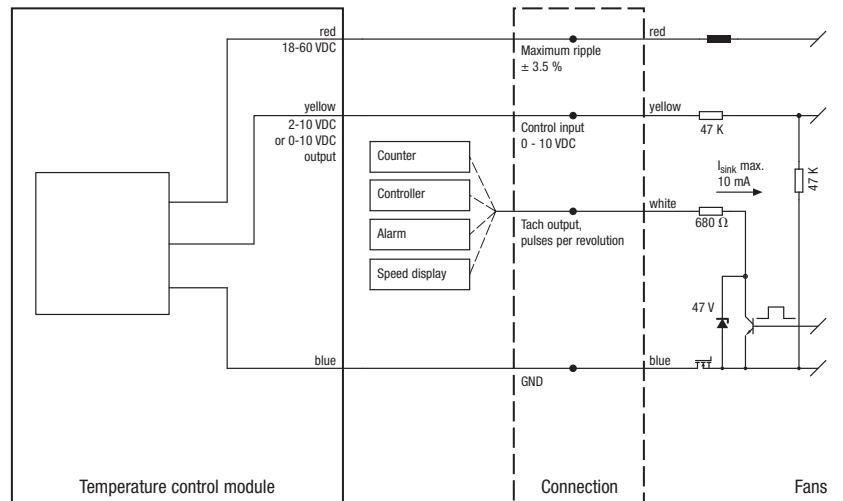 red
18-60 VDC
Maximum ripple
± 3.5 %
red
yellow
2-10 VDC
or 0-10 VDC
output
Control input
0 - 10 VDC
yellow
47 K
47 K
Counter
Controller
Alarm
Speed display
Tach output,
pulses per revolution
white
680 Ω
I_sink max.
10 mA
47 V
blue
GND
blue
Temperature control module
Connection
Fans